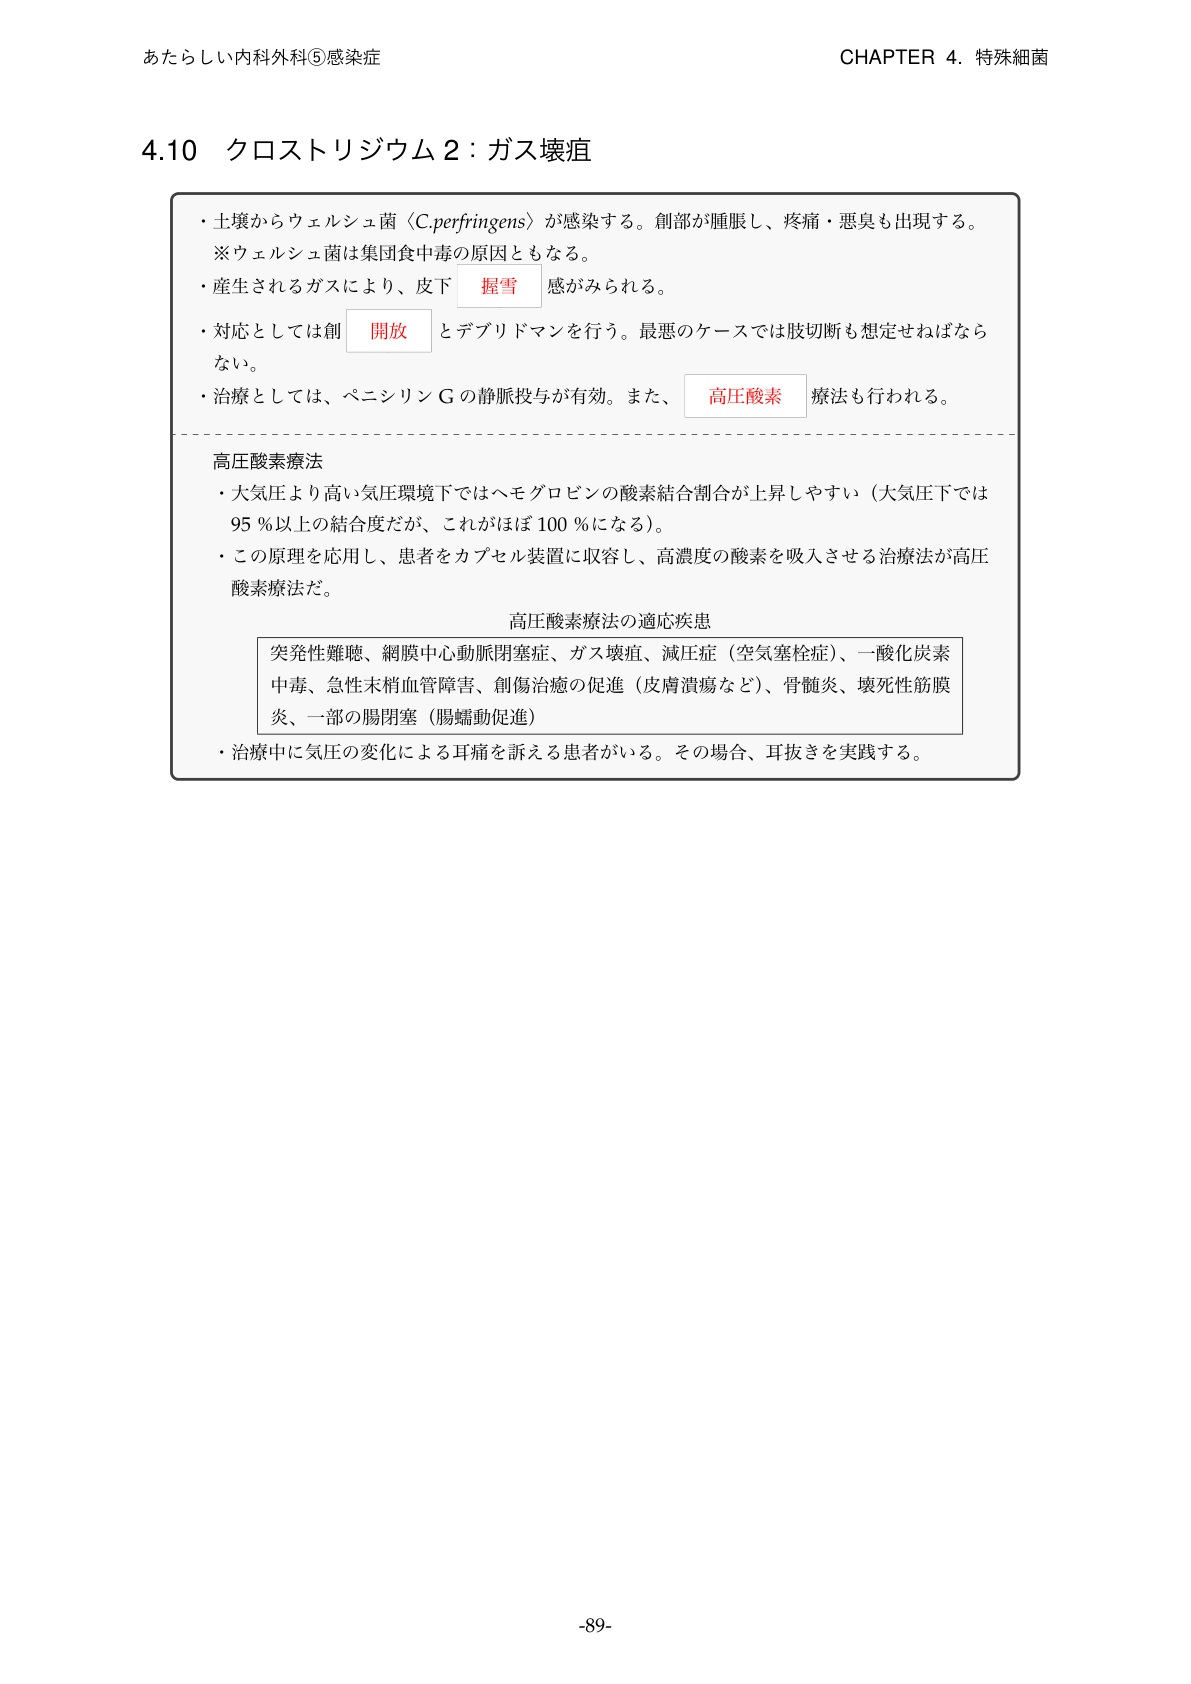 あたらしい内科外科⑤感染症 CHAPTER 4. 特殊細菌
4.10 クロストリジウム 2：ガス壊疽
・土壌からウェルシュ菌〈C.perfringens〉が感染する。創部が腫脹し、疼痛・悪臭も出現する。
※ウェルシュ菌は集団食中毒の原因ともなる。
・産生されるガスにより、皮下 握雪 感がみられる。
・対応としては創 開放 とデブリドマンを行う。最悪のケースでは肢切断も想定せねばなら
ない。
・治療としては、ペニシリン G の静脈投与が有効。また、 高圧酸素 療法も行われる。
高圧酸素療法
・大気圧より高い気圧環境下ではヘモグロビンの酸素結合割合が上昇しやすい（大気圧下では
95 %以上の結合度だが、これがほぼ 100 %になる）。
・この原理を応用し、患者をカプセル装置に収容し、高濃度の酸素を吸入させる治療法が高圧
酸素療法だ。
高圧酸素療法の適応疾患
突発性難聴、網膜中心動脈閉塞症、ガス壊疽、減圧症（空気塞栓症）、一酸化炭素
中毒、急性末梢血管障害、創傷治癒の促進（皮膚潰瘍など）、骨髄炎、壊死性筋膜
炎、一部の腸閉塞（腸蠕動促進）
・治療中に気圧の変化による耳痛を訴える患者がいる。その場合、耳抜きを実践する。
-89-